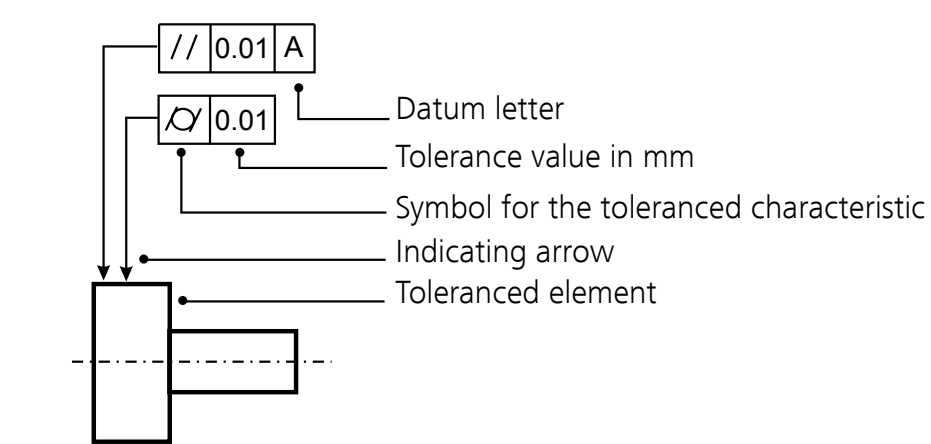 // 0.01 A
Datum letter
⌭ 0.01
Tolerance value in mm
Symbol for the toleranced characteristic
Indicating arrow
Toleranced element